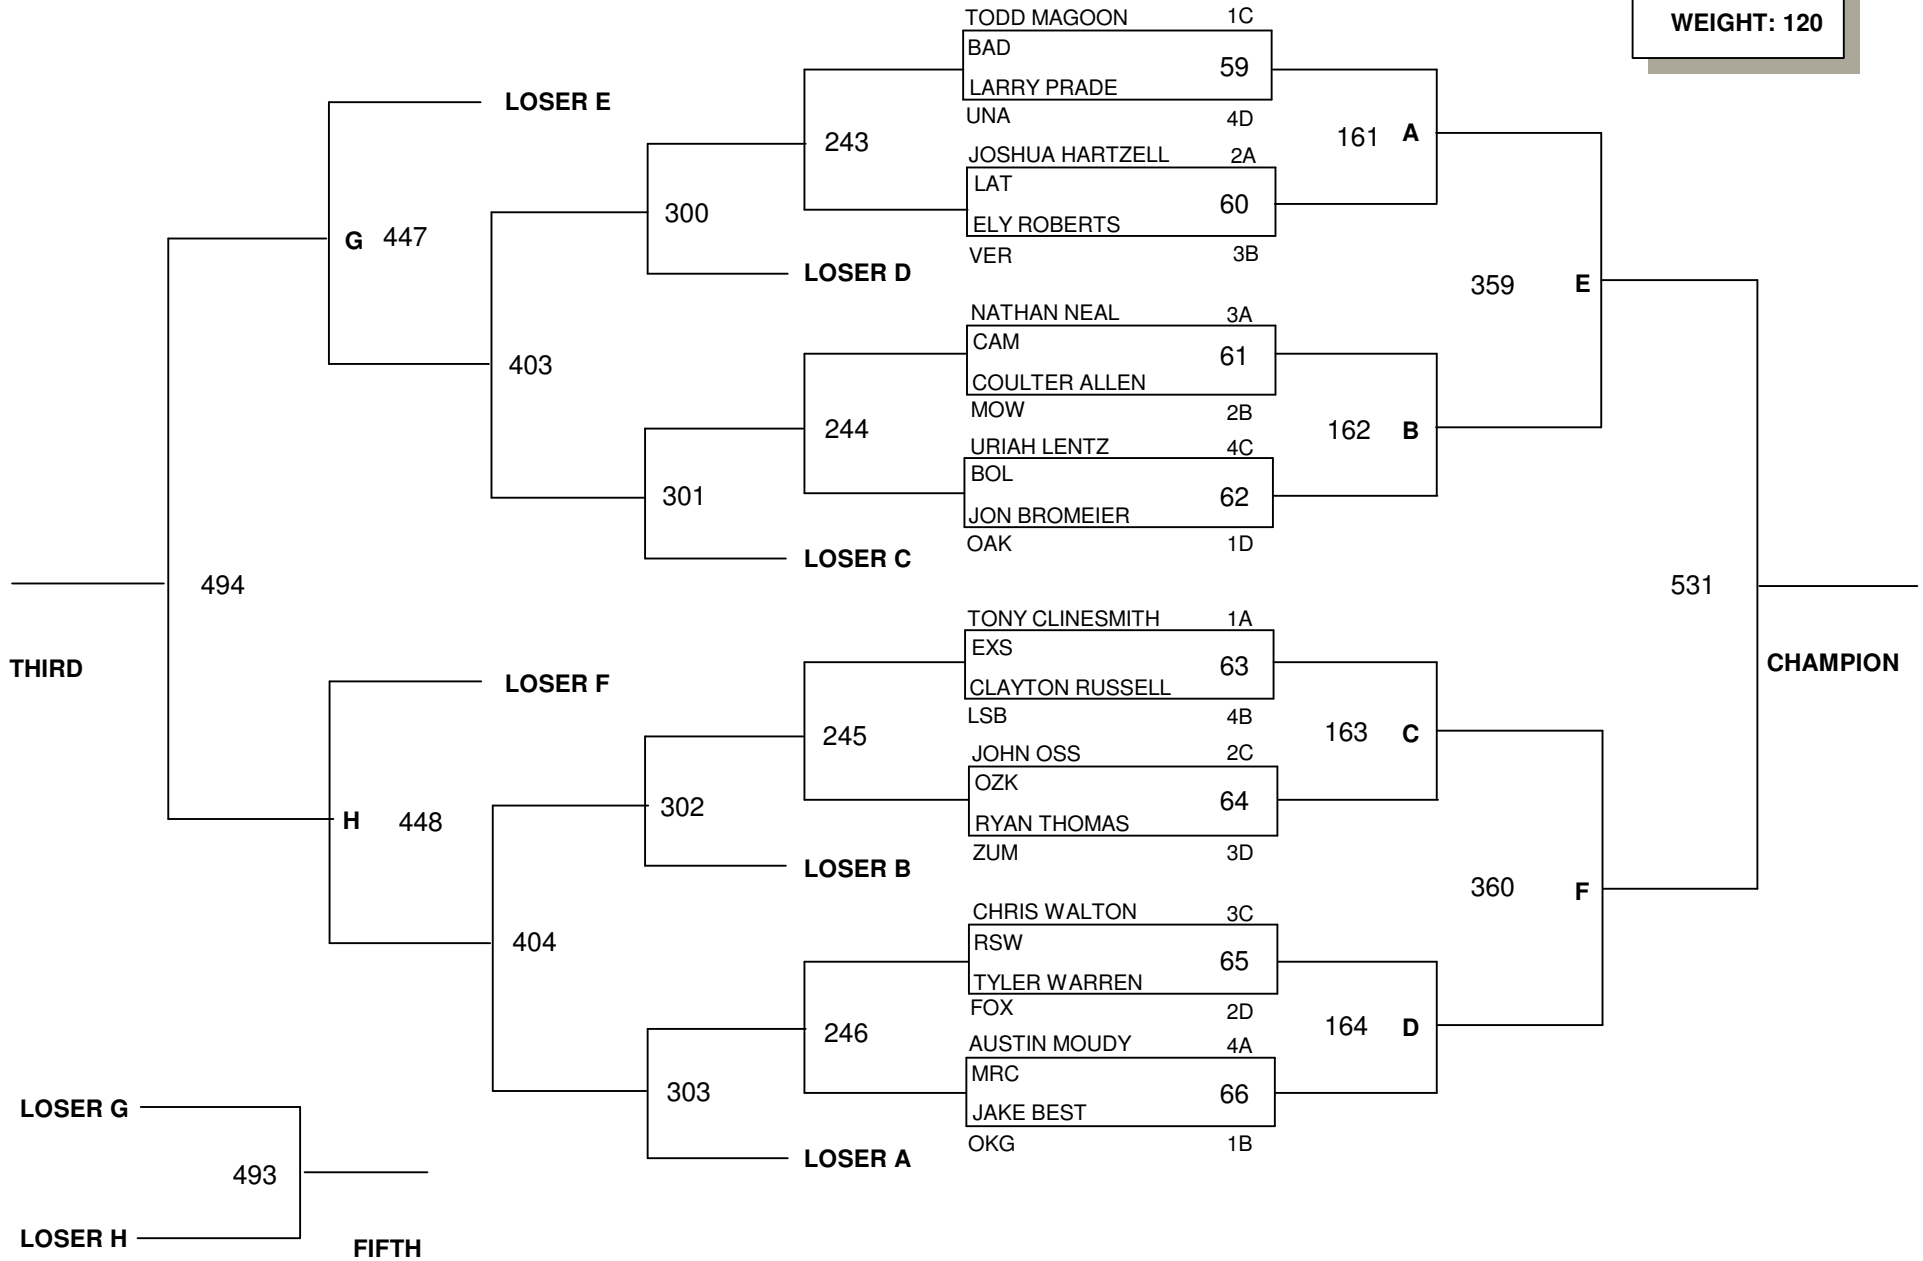 WEIGHT: 120
TODD MAGOON 1C
BAD
59
LARRY PRADE
UNA 4D
JOSHUA HARTZELL 2A
LAT
60
ELY ROBERTS
VER 3B
NATHAN NEAL 3A
CAM
61
COULTER ALLEN
MOW 2B
URIAH LENTZ 4C
BOL
62
JON BROMEIER
OAK 1D
TONY CLINESMITH 1A
EXS
63
CLAYTON RUSSELL
LSB 4B
JOHN OSS 2C
OZK
64
RYAN THOMAS
ZUM 3D
CHRIS WALTON 3C
RSW
65
TYLER WARREN
FOX 2D
AUSTIN MOUDY 4A
MRC
66
JAKE BEST
OKG 1B
161 A
162 B
163 C
164 D
359 E
360 F
531
CHAMPION
243
244
245
246
300
LOSER D
301
LOSER C
302
LOSER B
303
LOSER A
403
404
LOSER E
G 447
LOSER F
H 448
494
THIRD
LOSER G
493
LOSER H
FIFTH